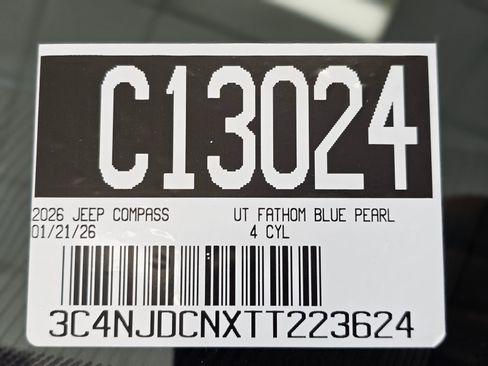 C13024
2026 JEEP COMPASS UT FATHOM BLUE PEARL
01/21/26 4 CYL
3C4NJDCNXTT223624